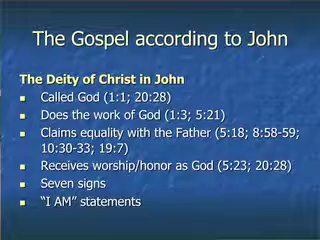 The Gospel according to John
The Deity of Christ in John
Called God (1:1; 20:28)
Does the work of God (1:3; 5:21)
Claims equality with the Father (5:18; 8:58-59;
10:30-33; 19:7)
Receives worship/honor as God (5:23; 20:28)
Seven signs
“I AM” statements